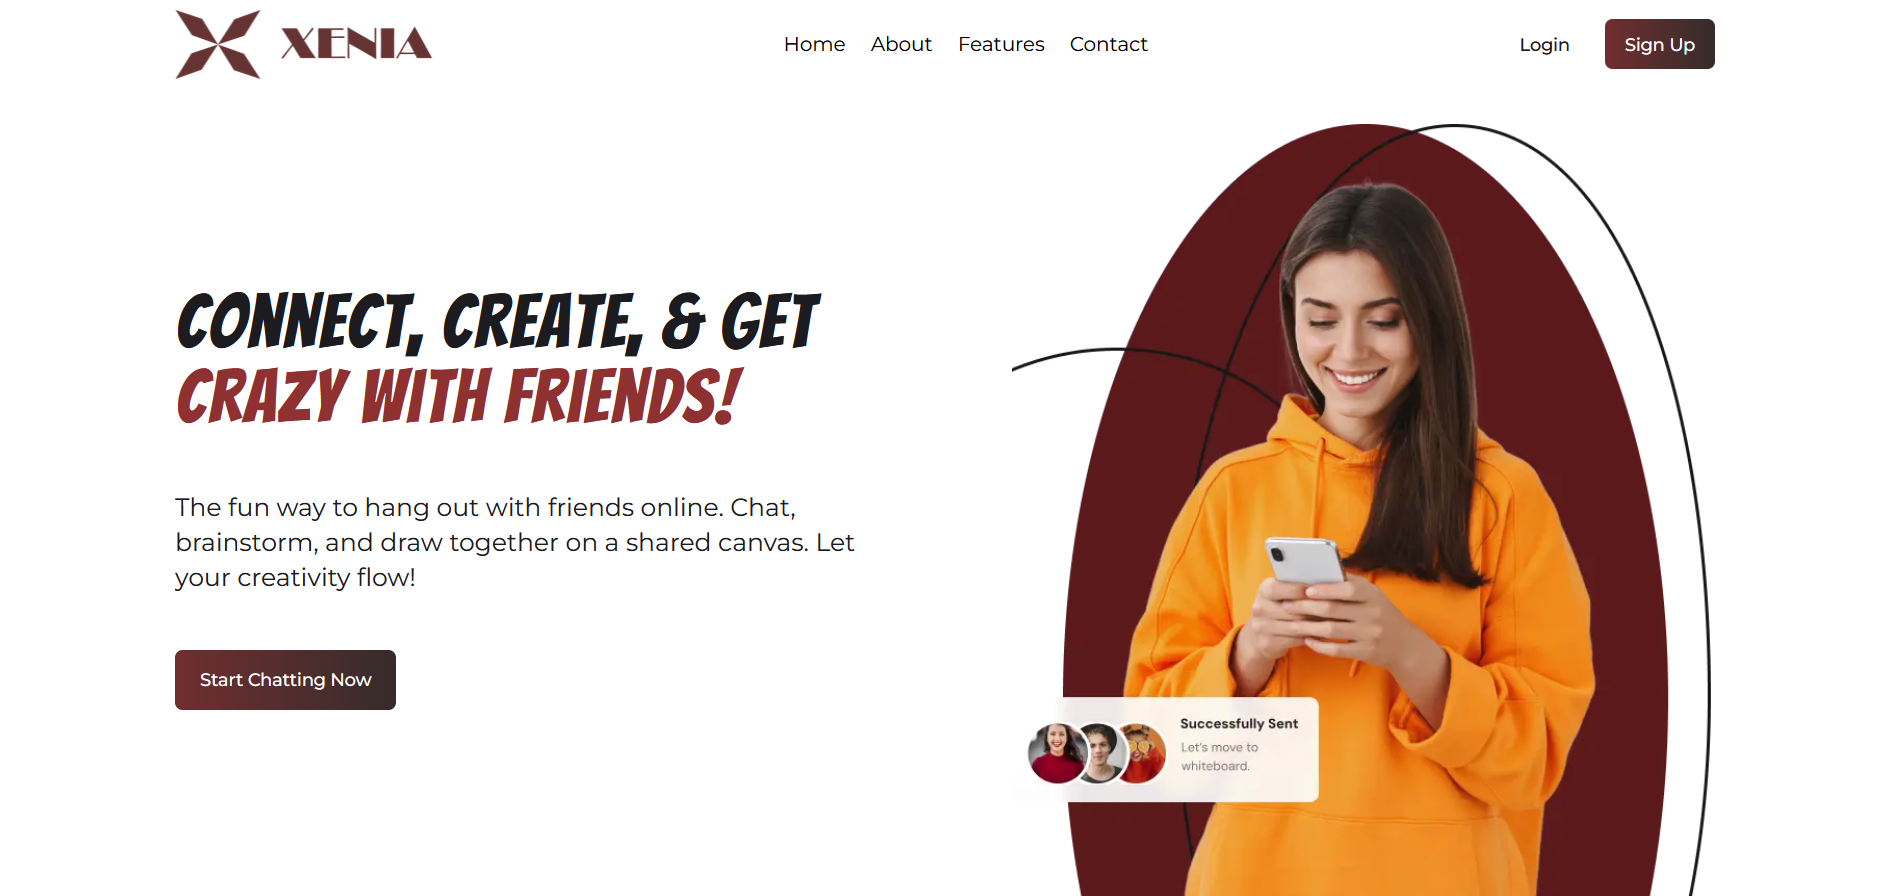 XENIA
Home About Features Contact
Login Sign Up
CONNECT, CREATE, & GET
CRAZY WITH FRIENDS!
The fun way to hang out with friends online. Chat,
brainstorm, and draw together on a shared canvas. Let
your creativity flow!
Start Chatting Now
Successfully Sent
Let's move to
whiteboard.